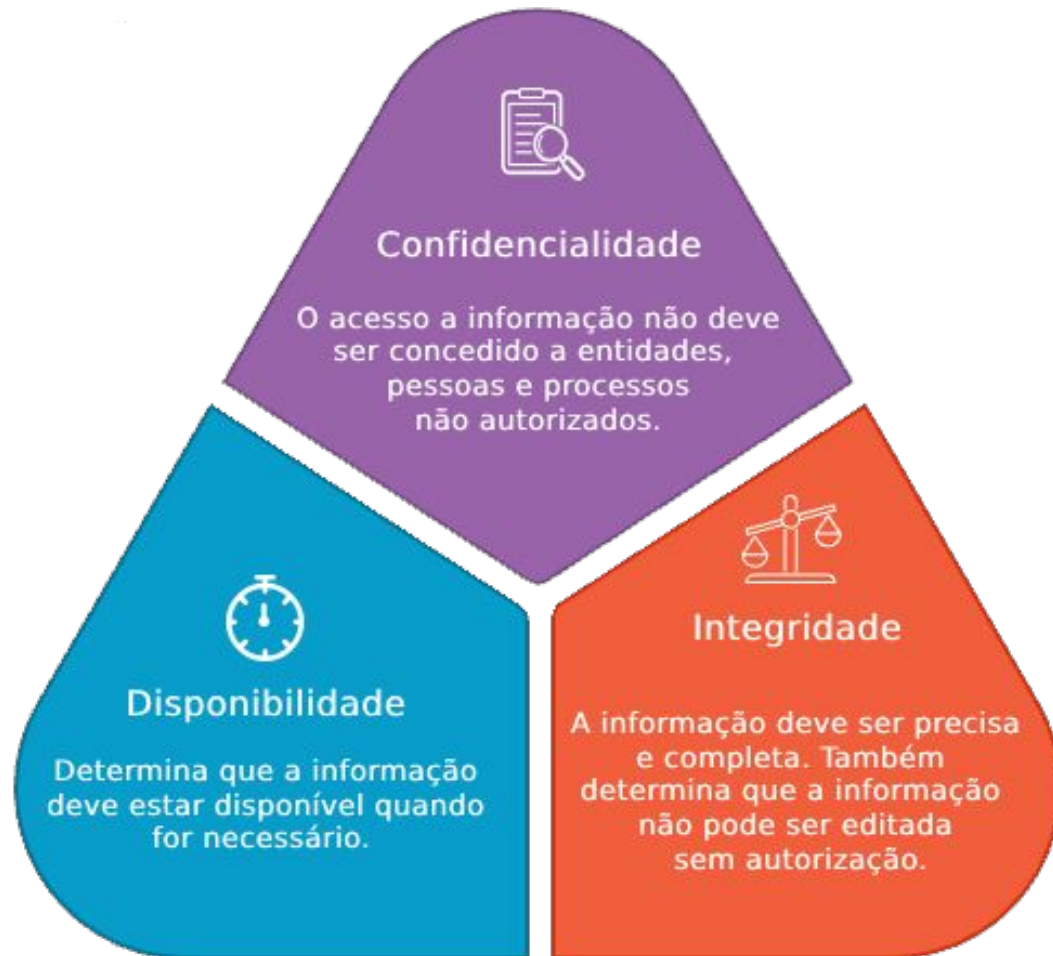 Confidencialidade
O acesso a informação não deve
ser concedido a entidades,
pessoas e processos
não autorizados.
Disponibilidade
Determina que a informação
deve estar disponível quando
for necessário.
Integridade
A informação deve ser precisa
e completa. Também
determina que a informação
não pode ser editada
sem autorização.